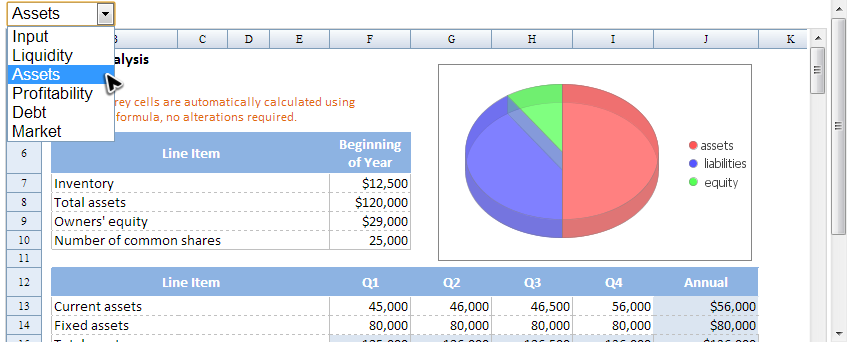 Assets
Input
Liquidity
Assets
Profitability
Debt
Market
B C D E F G H I J K
alysis
rey cells are automatically calculated using
formula, no alterations required.
assets
liabilities
equity
6 Line Item Beginning
of Year
7 Inventory $12,500
8 Total assets $120,000
9 Owners' equity $29,000
10 Number of common shares 25,000
11
12 Line Item Q1 Q2 Q3 Q4 Annual
13 Current assets 45,000 46,000 46,500 56,000 $56,000
14 Fixed assets 80,000 80,000 80,000 80,000 $80,000